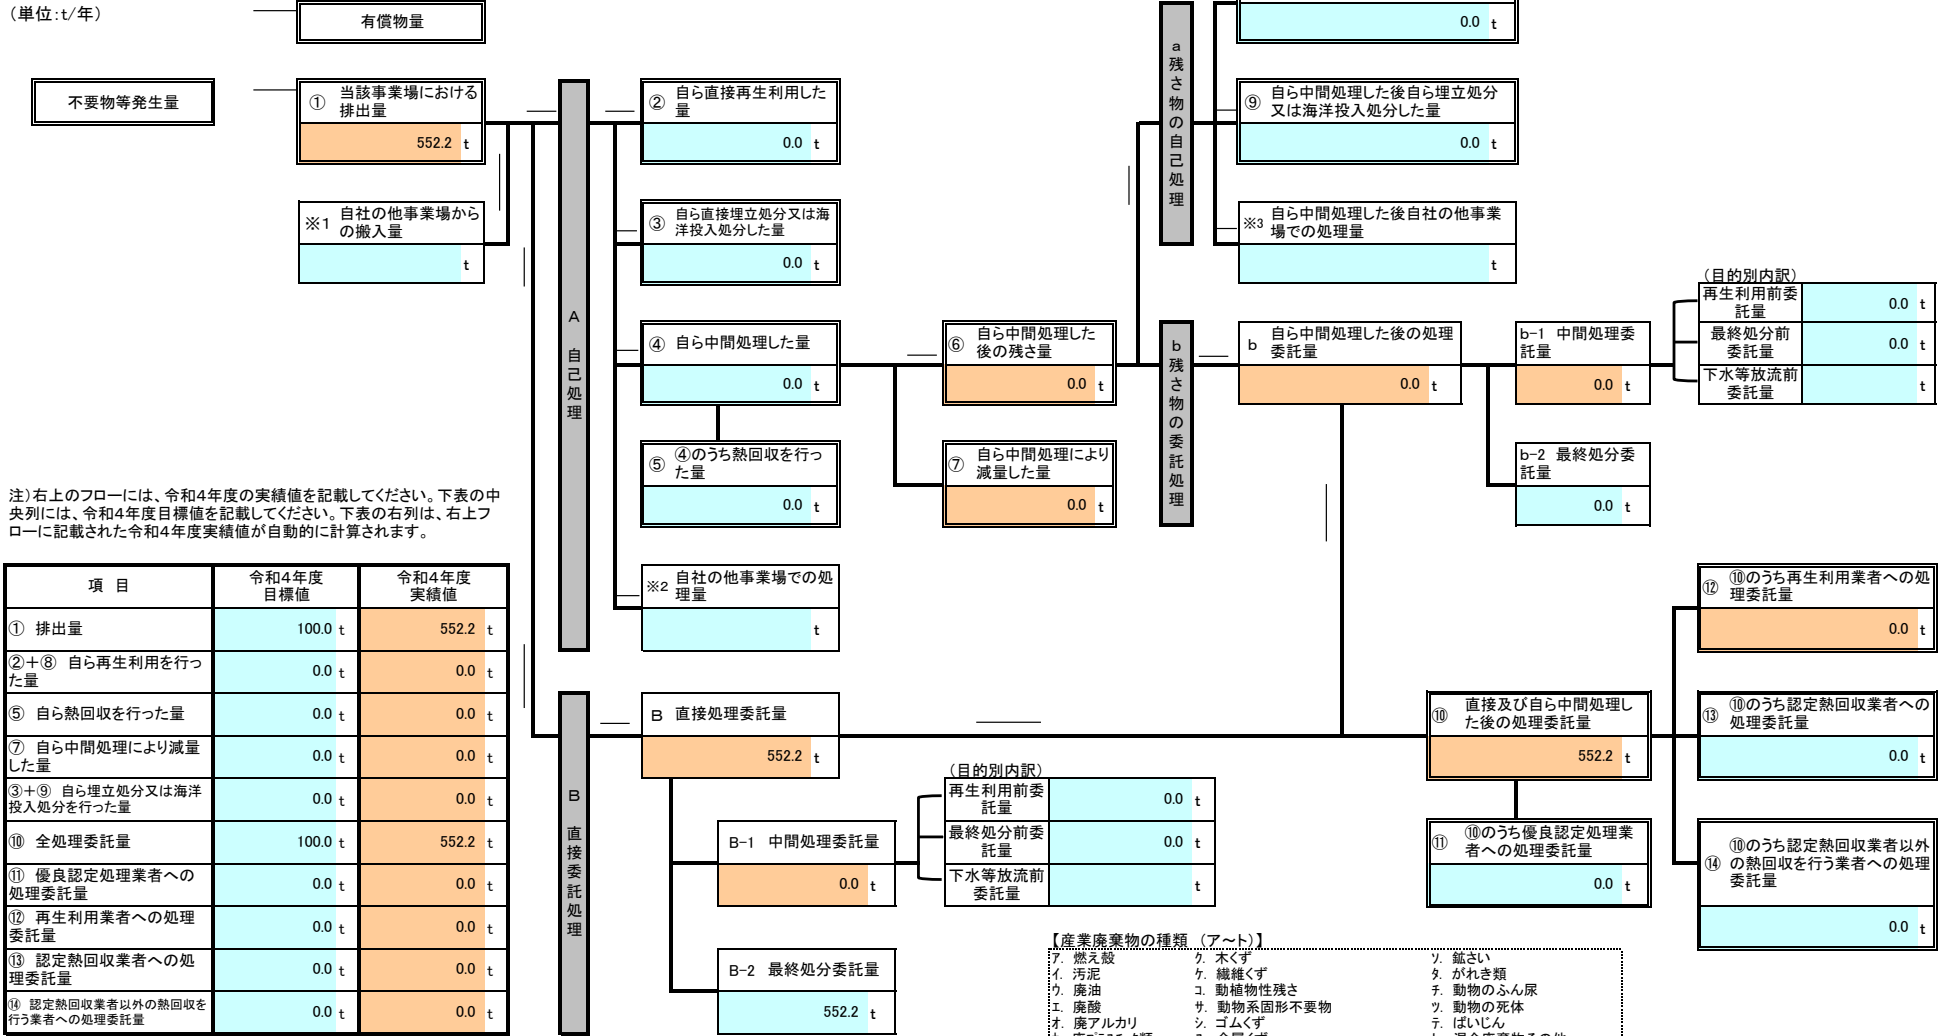 （単位：t/年）
有償物量
0.0 t
不要物等発生量
① 当該事業場における
排出量
552.2 t
※1 自社の他事業場から
の搬入量
t
A
自
己
処
理
② 自ら直接再生利用した
量
0.0 t
③ 自ら直接埋立処分又は海
洋投入処分した量
0.0 t
④ 自ら中間処理した量
0.0 t
⑤ ④のうち熱回収を行っ
た量
0.0 t
※2 自社の他事業場での処
理量
t
⑥ 自ら中間処理した
後の残さ量
0.0 t
⑦ 自ら中間処理により
減量した量
0.0 t
a
残
さ
物
の
自
己
処
理
⑨ 自ら中間処理した後自ら埋立処分
又は海洋投入処分した量
0.0 t
※3 自ら中間処理した後自社の他事業
場での処理量
t
b
残
さ
物
の
委
託
処
理
b 自ら中間処理した後の処理
委託量
0.0 t
b-1 中間処理委
託量
0.0 t
b-2 最終処分委
託量
0.0 t
（目的別内訳）
再生利用前委
託量
0.0 t
最終処分前
委託量
0.0 t
下水等放流前
委託量
t
注）右上のフローには、令和４年度の実績値を記載してください。下表の中
央列には、令和４年度目標値を記載してください。下表の右列は、右上フ
ローに記載された令和４年度実績値が自動的に計算されます。
項 目 令和４年度
目標値 令和４年度
実績値
① 排出量 100.0 t 552.2 t
②＋⑧ 自ら再生利用を行っ
た量 0.0 t 0.0 t
⑤ 自ら熱回収を行った量 0.0 t 0.0 t
⑦ 自ら中間処理により減量
した量 0.0 t 0.0 t
③＋⑨ 自ら埋立処分又は海洋
投入処分を行った量 0.0 t 0.0 t
⑩ 全処理委託量 100.0 t 552.2 t
⑪ 優良認定処理業者への
処理委託量 0.0 t 0.0 t
⑫ 再生利用業者への処理
委託量 0.0 t 0.0 t
⑬ 認定熱回収業者への処
理委託量 0.0 t 0.0 t
⑭ 認定熱回収業者以外の熱回収を
行う業者への処理委託量 0.0 t 0.0 t
B
直
接
委
託
処
理
B 直接処理委託量
552.2 t
B-1 中間処理委託量
0.0 t
B-2 最終処分委託量
552.2 t
（目的別内訳）
再生利用前委
託量
0.0 t
最終処分前委
託量
0.0 t
下水等放流前
委託量
t
⑩ 直接及び自ら中間処理し
た後の処理委託量
552.2 t
⑪ ⑩のうち優良認定処理業
者への処理委託量
0.0 t
⑫ ⑩のうち再生利用業者への処
理委託量
0.0 t
⑬ ⑩のうち認定熱回収業者への
処理委託量
0.0 t
⑭ ⑩のうち認定熱回収業者以外
の熱回収を行う業者への処理
委託量
0.0 t
【産業廃棄物の種類 （ア～ト）】
ア. 燃え殻 ク. 木くず ソ. 鉱さい
イ. 汚泥 ケ. 繊維くず タ. がれき類
ウ. 廃油 コ. 動植物性残さ チ. 動物のふん尿
エ. 廃酸 サ. 動物系固形不要物 ツ. 動物の死体
オ. 廃アルカリ シ. ゴムくず テ. ばいじん